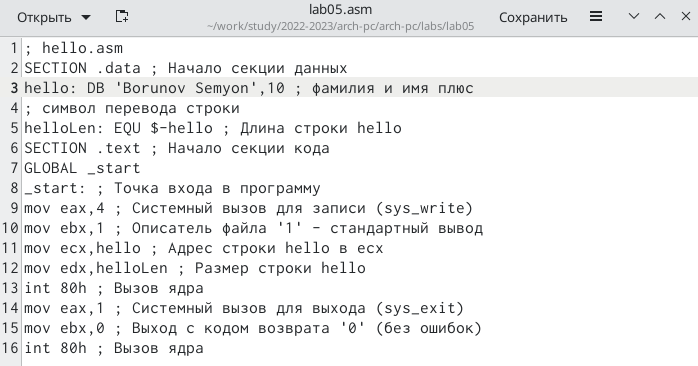 Открыть
lab05.asm
~/work/study/2022-2023/arch-pc/arch-pc/labs/lab05
Сохранить
1 ; hello.asm
2 SECTION .data ; Начало секции данных
3 hello: DB 'Borunov Semyon',10 ; фамилия и имя плюс
4 ; символ перевода строки
5 helloLen: EQU $-hello ; Длина строки hello
6 SECTION .text ; Начало секции кода
7 GLOBAL _start
8 _start: ; Точка входа в программу
9 mov eax,4 ; Системный вызов для записи (sys_write)
10 mov ebx,1 ; Описатель файла '1' - стандартный вывод
11 mov ecx,hello ; Адрес строки hello в ecx
12 mov edx,helloLen ; Размер строки hello
13 int 80h ; Вызов ядра
14 mov eax,1 ; Системный вызов для выхода (sys_exit)
15 mov ebx,0 ; Выход с кодом возврата '0' (без ошибок)
16 int 80h ; Вызов ядра